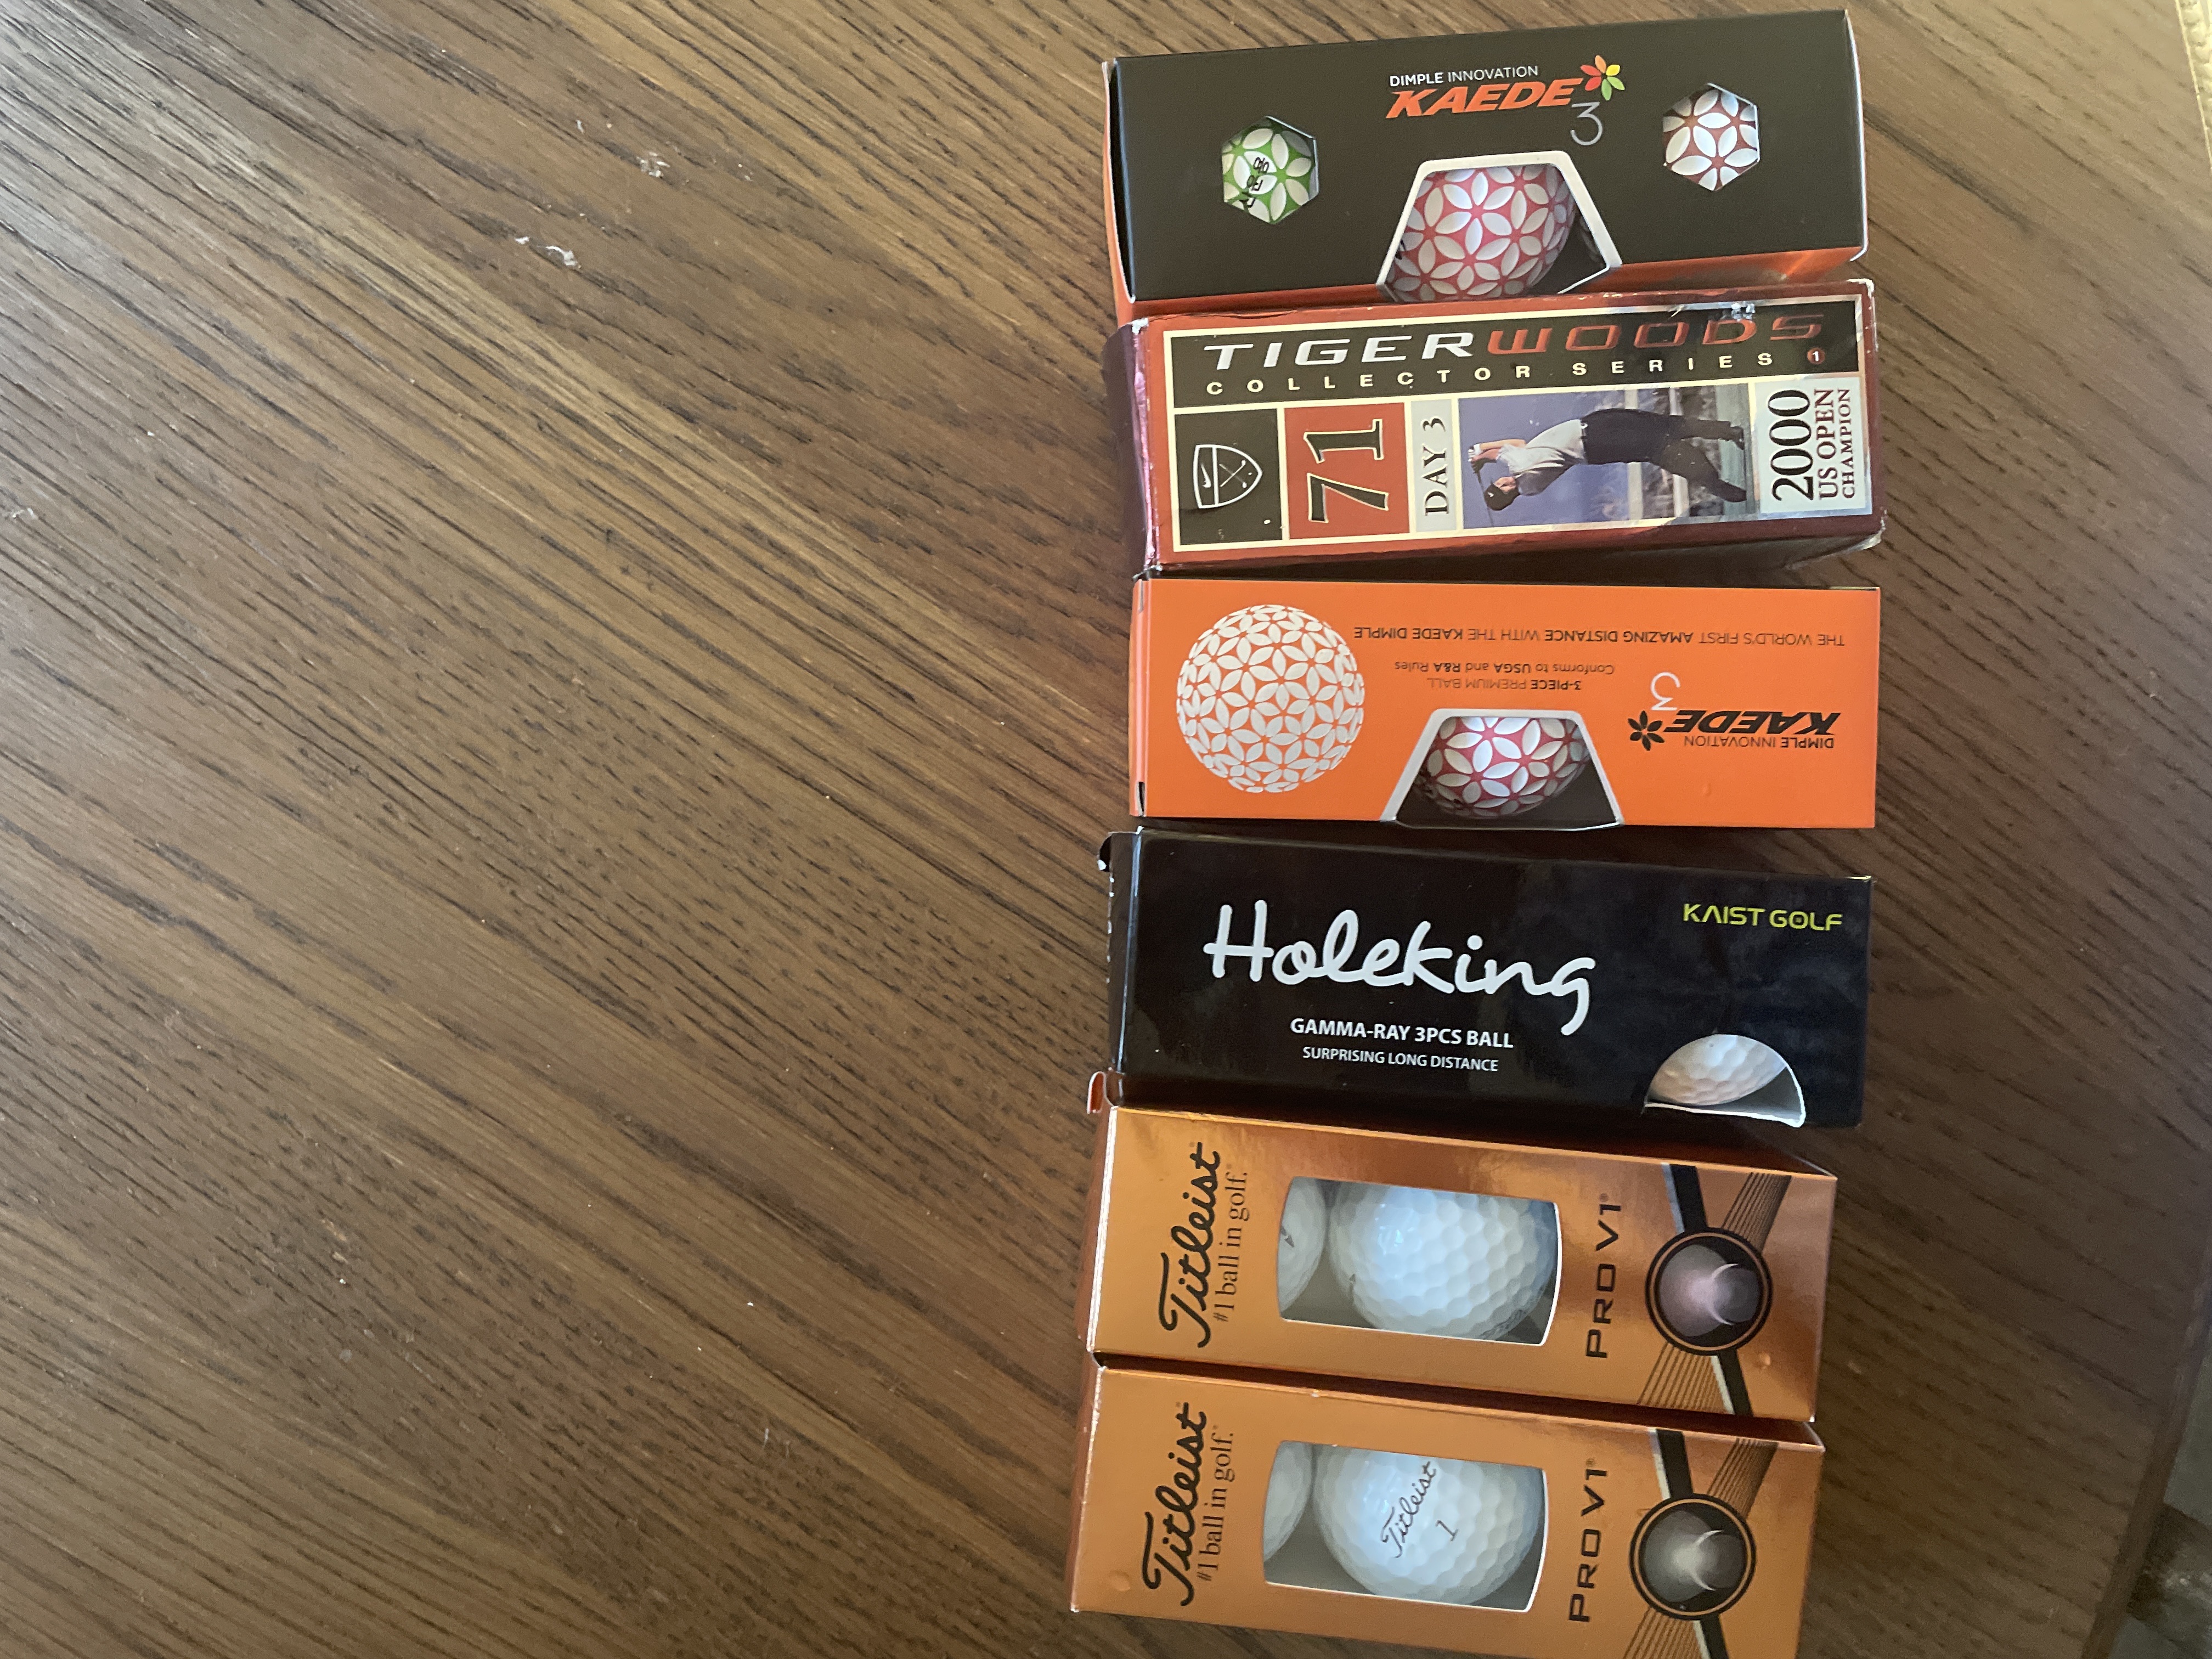 DIMPLE INNOVATION
KAEDE
3
TIGER WOODS
COLLECTOR SERIES 1
71
DAY 3
2000
US OPEN
CHAMPION
THE WORLD'S FIRST AMAZING DISTANCE WITH THE KAEDE DIMPLE
Conforms to USGA and R&A Rules
3-PIECE PREMIUM BALL
DIMPLE INNOVATION
KAEDE
3
KAIST GOLF
Holeking
GAMMA-RAY 3PCS BALL
SURPRISING LONG DISTANCE
Titleist
#1 ball in golf.
PRO V1®
Titleist
#1 ball in golf.
Titleist
1
PRO V1®